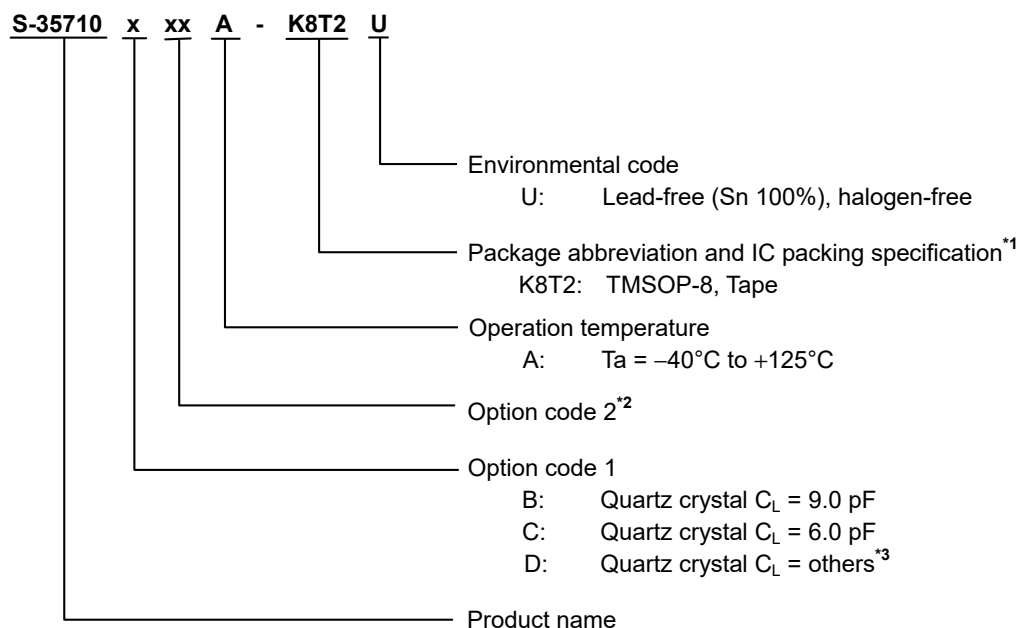 S-35710 x xx A - K8T2 U
Environmental code
U: Lead-free (Sn 100%), halogen-free
Package abbreviation and IC packing specification*1
K8T2: TMSOP-8, Tape
Operation temperature
A: Ta = −40°C to +125°C
Option code 2*2
Option code 1
B: Quartz crystal CL = 9.0 pF
C: Quartz crystal CL = 6.0 pF
D: Quartz crystal CL = others*3
Product name